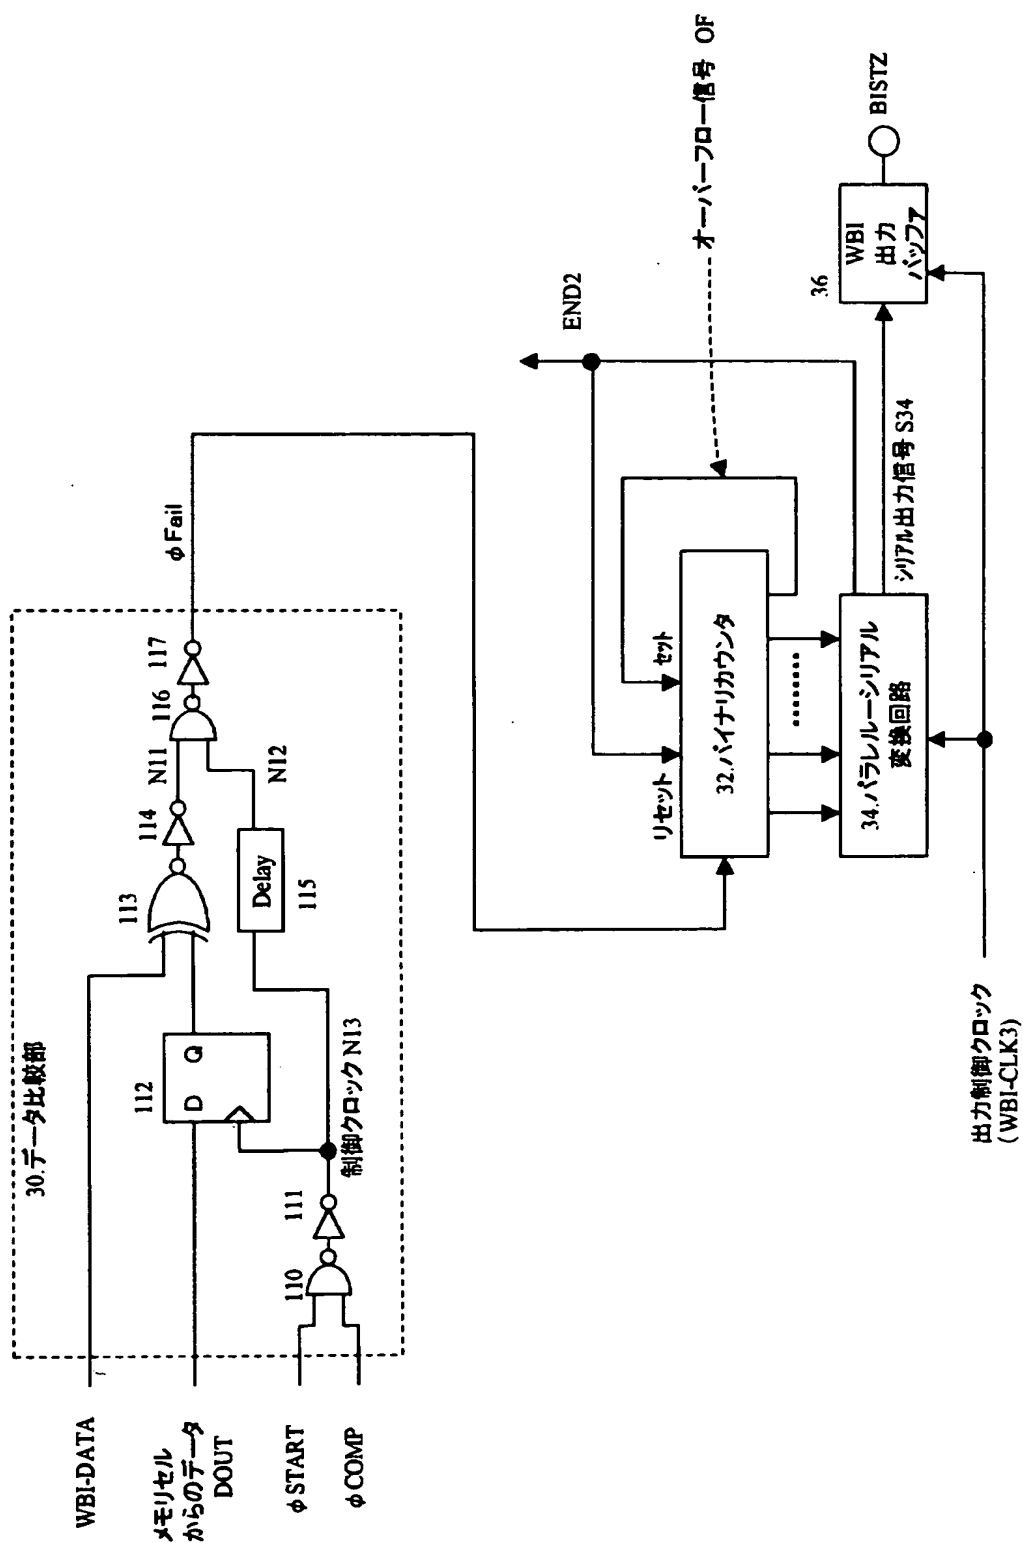 30.データ比較部
WBI-DATA
メモリセル
からのデータ
DOUT
φSTART
φCOMP
110
111
制御クロックN13
112
D
Q
113
114
N11
Delay
115
N12
116
117
φFail
END2
オーバーフロー信号 OF
リセット
セット
32.バイナリカウンタ
34.パラレルーシリアル
変換回路
シリアル出力信号 S34
36
WBI
出力
バッファ
BISTZ
出力制御クロック
(WBI-CLK3)